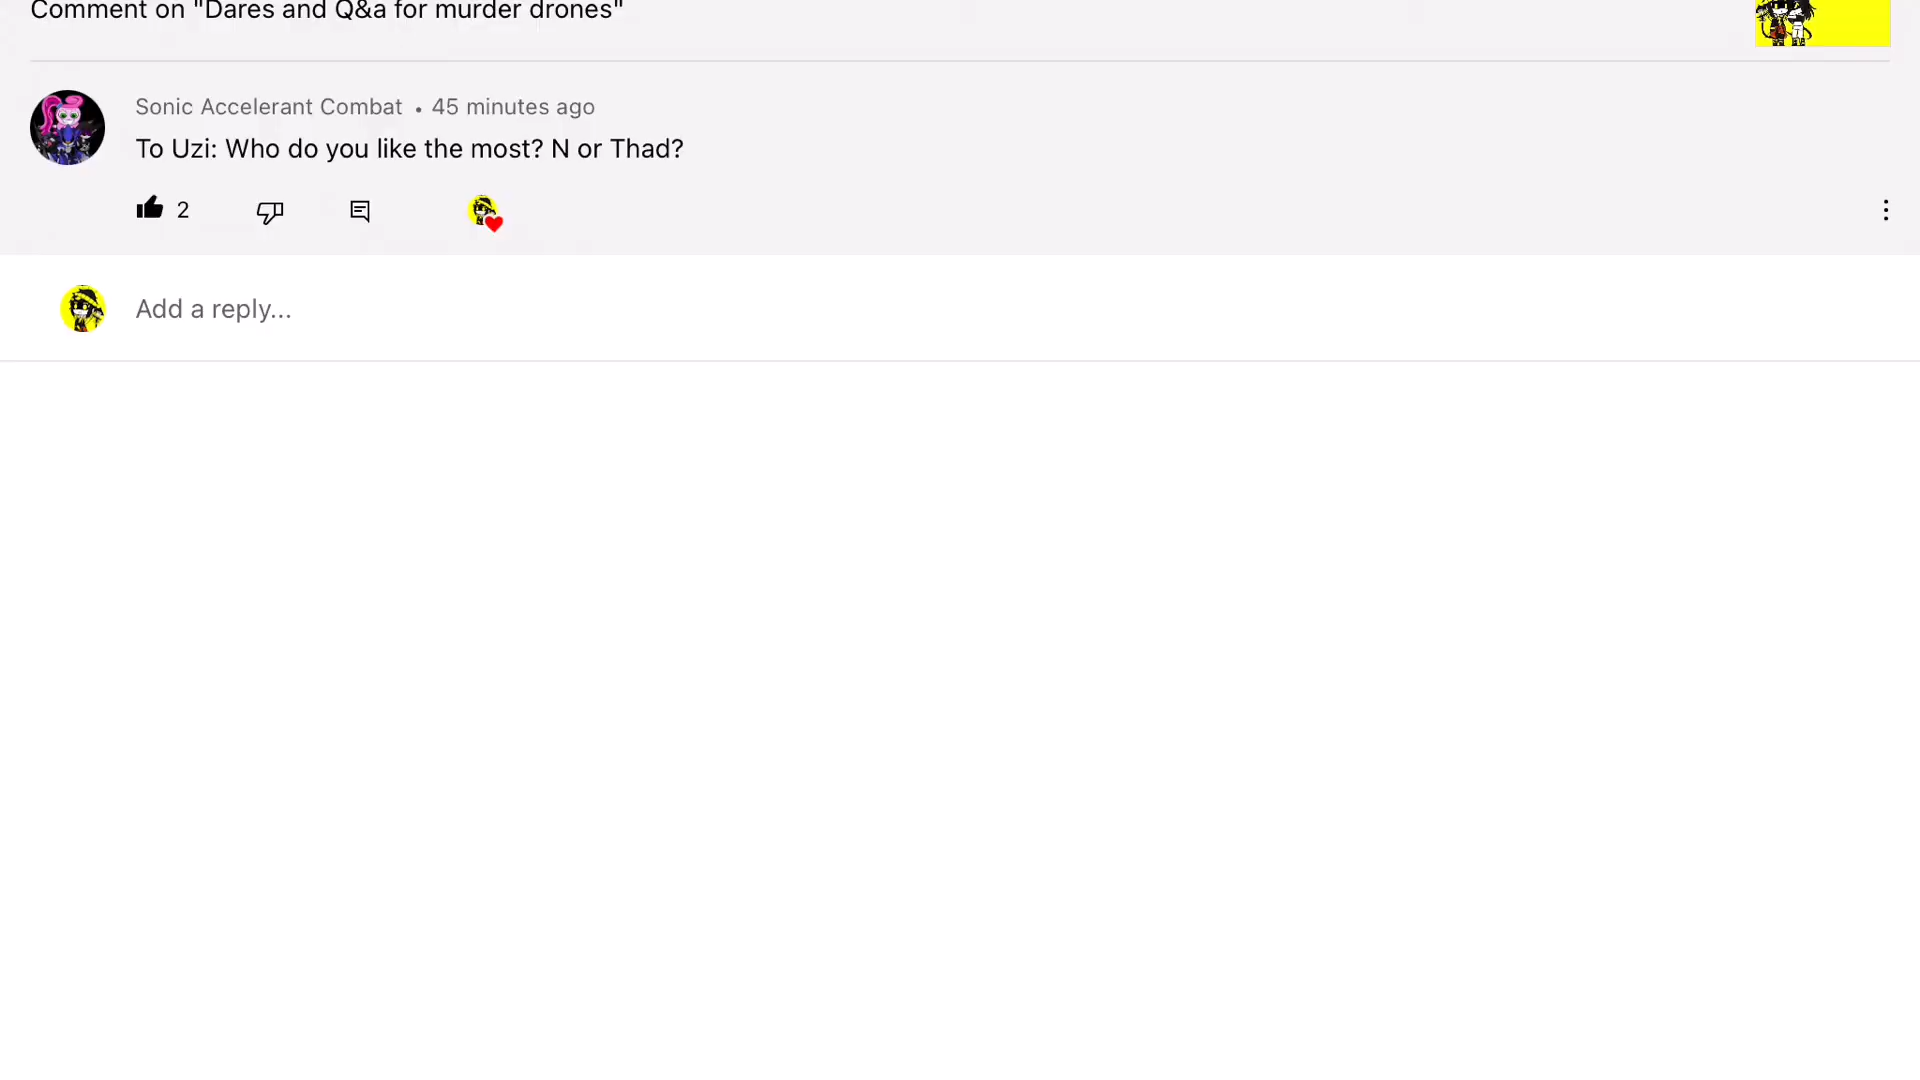 Comment on "Dares and Q&a for murder drones"
Sonic Accelerant Combat • 45 minutes ago
To Uzi: Who do you like the most? N or Thad?
2
Add a reply...